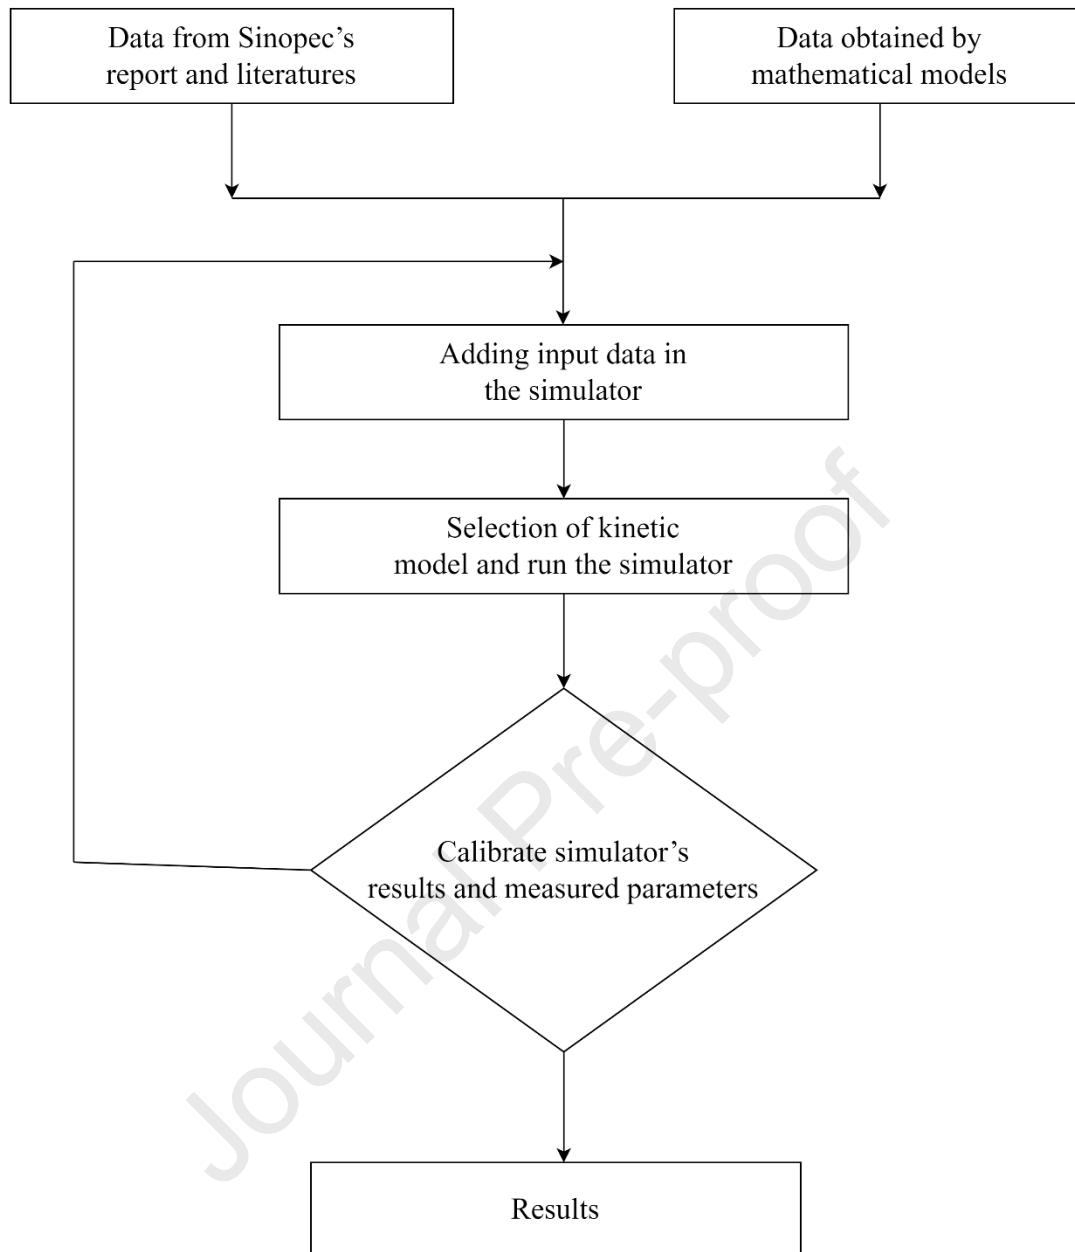 Data from Sinopec’s
report and literatures
Data obtained by
mathematical models
Adding input data in
the simulator
Selection of kinetic
model and run the simulator
Calibrate simulator’s
results and measured parameters
Results
Journal Pre-proof